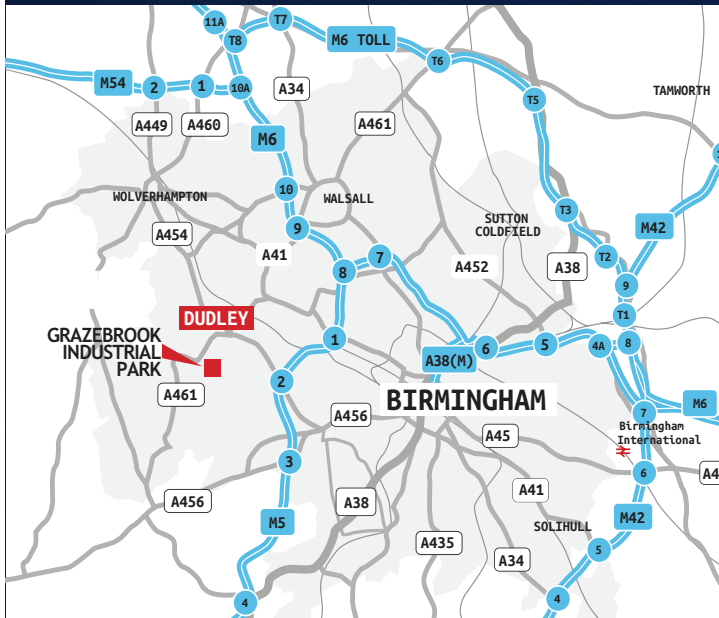 11A
T7
T8
M6 TOLL
T6
M54
2
1
10A
A34
T5
TAMWORTH
A449
A460
A461
M6
10
WOLVERHAMPTON
WALSALL
T3
9
SUTTON
COLDFIELD
M42
A454
A41
8
7
A452
A38
T2
9
DUDLEY
T1
GRAZEBROOK
INDUSTRIAL
PARK
1
A38(M)
6
5
4A
8
2
A461
BIRMINGHAM
M6
7
A456
A45
Birmingham
International
3
6
A4
A456
A38
A41
M5
A435
SOLIHULL
M42
A34
5
4
4